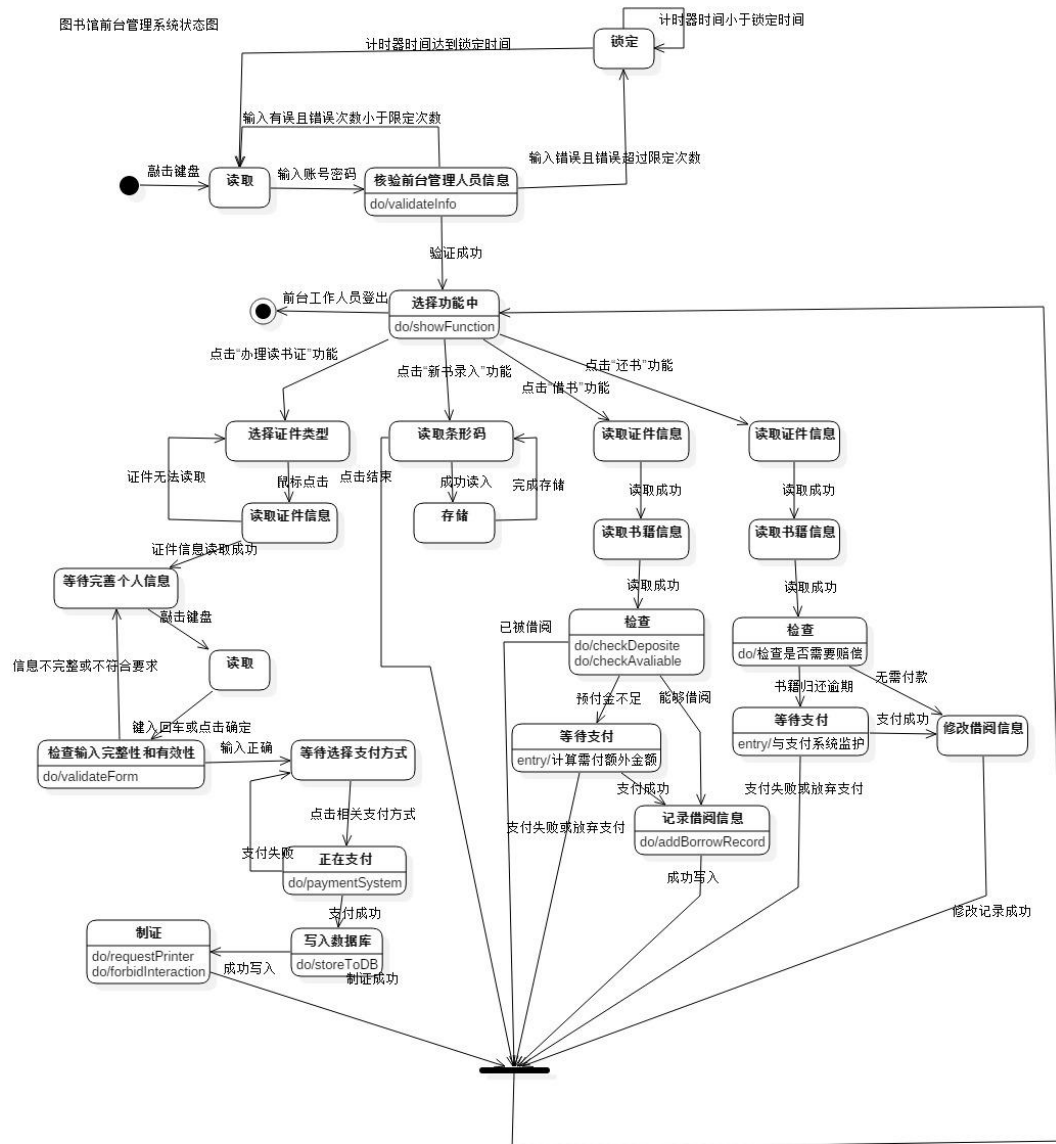 图书馆前台管理系统状态图
计时器时间小于锁定时间
锁定
计时器时间达到锁定时间
输入有误且错误次数小于限定次数
输入错误且错误超过限定次数
敲击键盘
读取
输入账号密码
核验前台管理人员信息
do/validateInfo
验证成功
前台工作人员登出
选择功能中
do/showFunction
点击“办理读书证”功能
点击“新书录入”功能
点击“借书”功能
点击“还书”功能
选择证件类型
读取条形码
读取证件信息
读取证件信息
证件无法读取
鼠标点击
点击结束
成功读入
完成存储
读取成功
读取成功
读取证件信息
存储
读取书籍信息
读取书籍信息
证件信息读取成功
等待完善个人信息
读取成功
读取成功
敲击键盘
已被借阅
检查
do/checkDeposite
do/checkAvaliable
检查
do/检查是否需要赔偿
信息不完整或不符合要求
读取
预付金不足
能够借阅
书籍归还逾期
无需付款
键入回车或点击确定
检查输入完整性和有效性
do/validateForm
输入正确
等待选择支付方式
等待支付
entry/计算需付额外金额
等待支付
entry/与支付系统监护
支付成功
修改借阅信息
支付成功
支付失败或放弃支付
点击相关支付方式
支付失败或放弃支付
记录借阅信息
do/addBorrowRecord
支付失败
正在支付
do/paymentSystem
成功写入
支付成功
修改记录成功
制证
do/requestPrinter
do/forbidInteraction
写入数据库
do/storeToDB
成功写入
制证成功